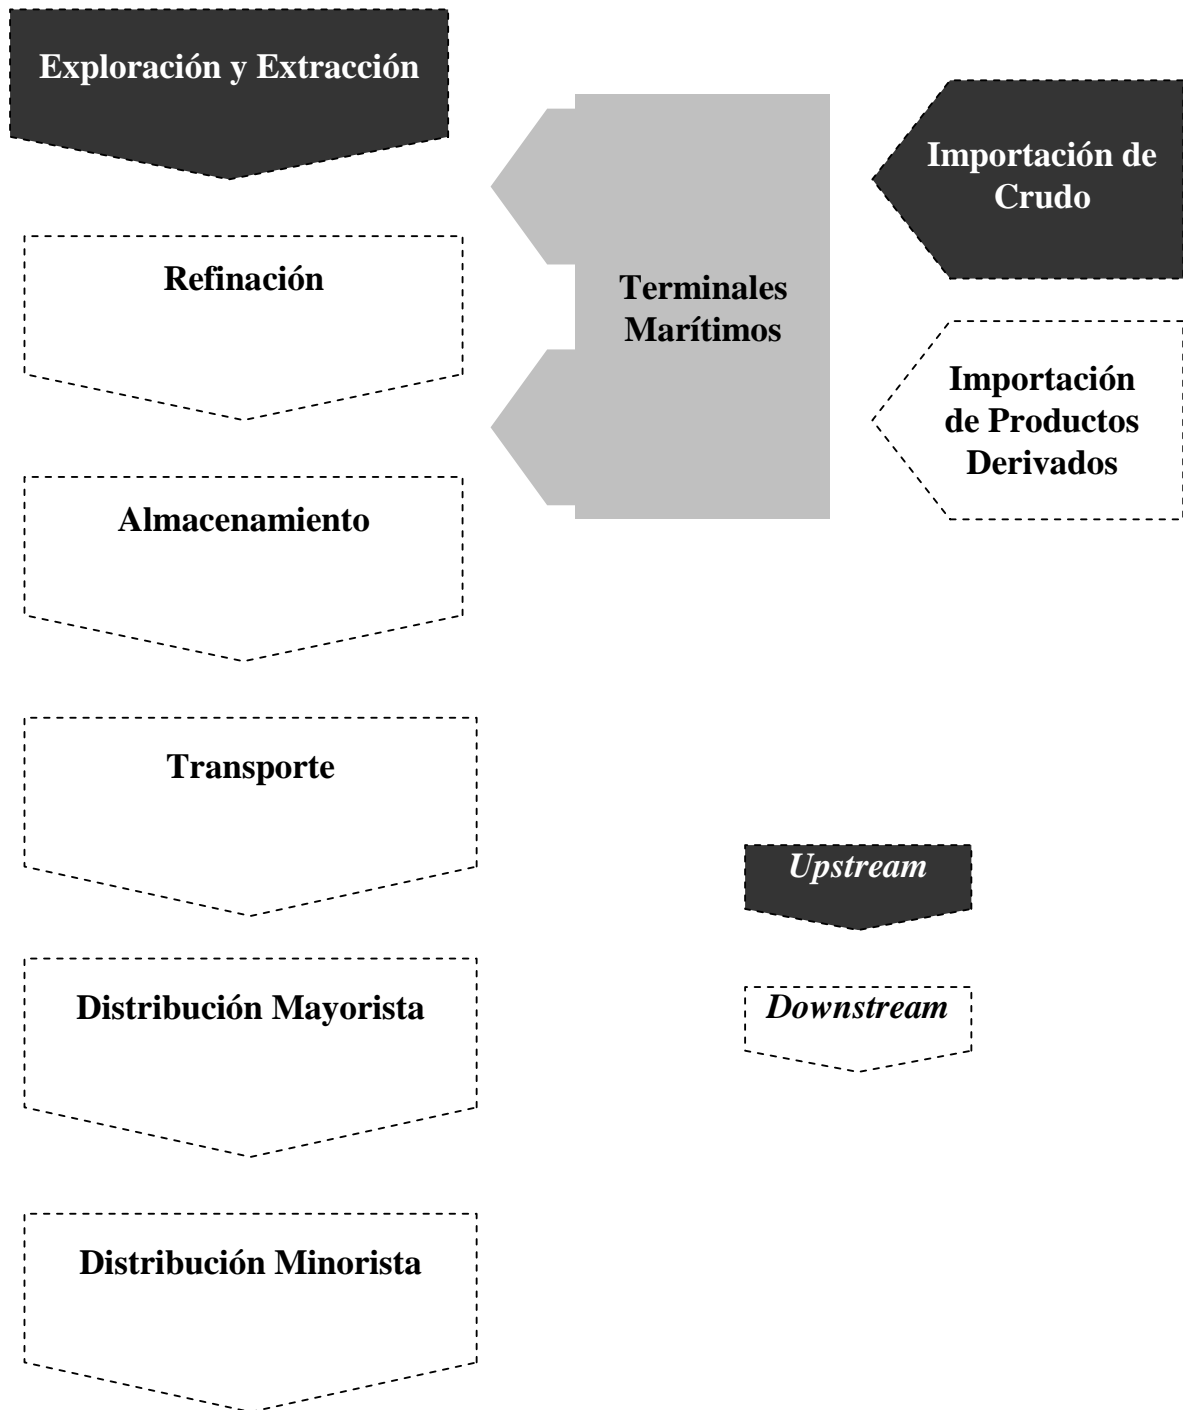 Exploración y Extracción
Importación de
Crudo
Refinación
Terminales
Marítimos
Importación
de Productos
Derivados
Almacenamiento
Transporte
Upstream
Distribución Mayorista
Downstream
Distribución Minorista